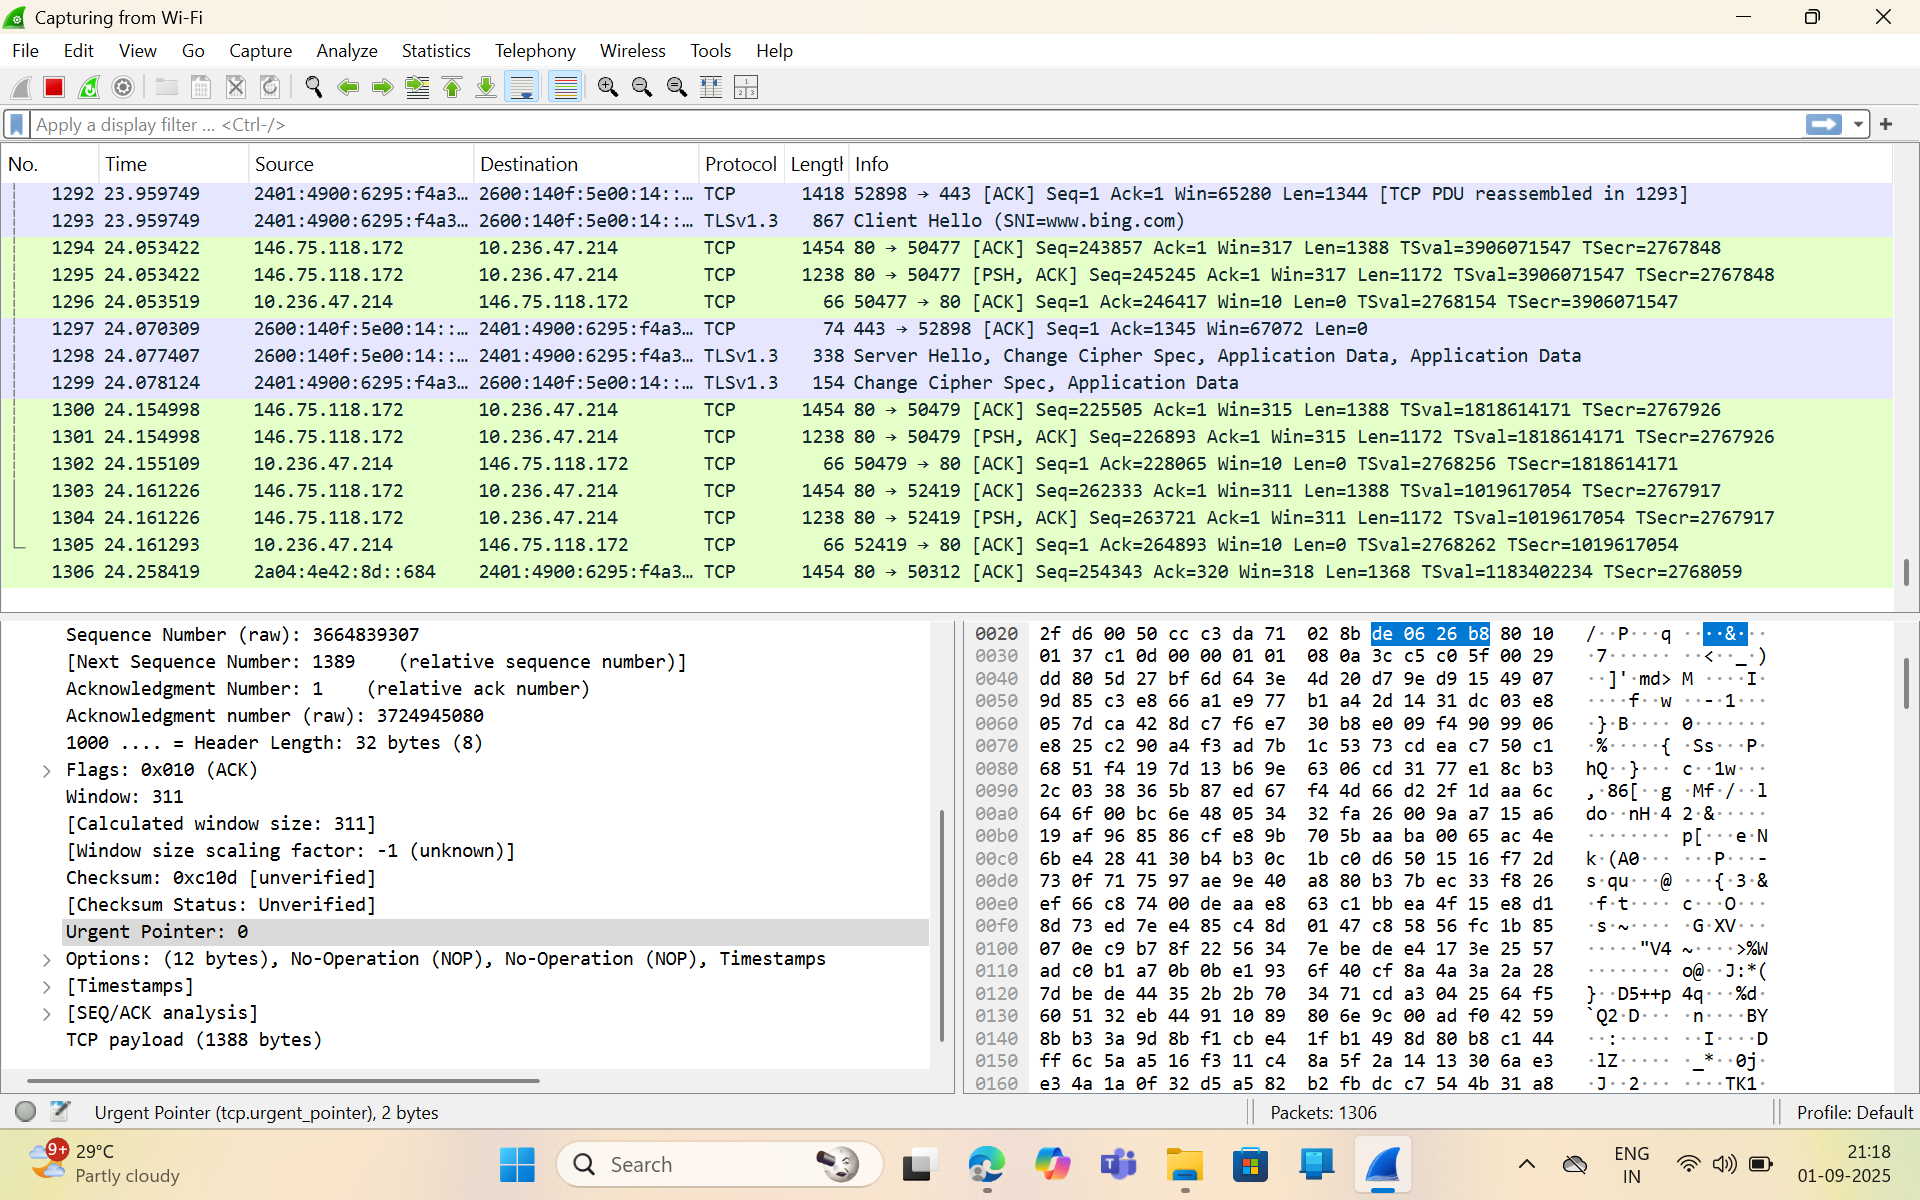 Capturing from Wi-Fi
File Edit View Go Capture Analyze Statistics Telephony Wireless Tools Help
Apply a display filter ... <Ctrl-/>
No. Time Source Destination Protocol Length Info
1292 23.959749 2401:4900:6295:f4a3… 2600:140f:5e00:14::… TCP 1418 52898 → 443 [ACK] Seq=1 Ack=1 Win=65280 Len=1344 [TCP PDU reassembled in 1293]
1293 23.959749 2401:4900:6295:f4a3… 2600:140f:5e00:14::… TLSv1.3 867 Client Hello (SNI=www.bing.com)
1294 24.053422 146.75.118.172 10.236.47.214 TCP 1454 80 → 50477 [ACK] Seq=243857 Ack=1 Win=317 Len=1388 TSval=3906071547 TSecr=2767848
1295 24.053422 146.75.118.172 10.236.47.214 TCP 1238 80 → 50477 [PSH, ACK] Seq=245245 Ack=1 Win=317 Len=1172 TSval=3906071547 TSecr=2767848
1296 24.053519 10.236.47.214 146.75.118.172 TCP 66 50477 → 80 [ACK] Seq=1 Ack=246417 Win=10 Len=0 TSval=2768154 TSecr=3906071547
1297 24.070309 2600:140f:5e00:14::… 2401:4900:6295:f4a3… TCP 74 443 → 52898 [ACK] Seq=1 Ack=1345 Win=67072 Len=0
1298 24.077407 2600:140f:5e00:14::… 2401:4900:6295:f4a3… TLSv1.3 338 Server Hello, Change Cipher Spec, Application Data, Application Data
1299 24.078124 2401:4900:6295:f4a3… 2600:140f:5e00:14::… TLSv1.3 154 Change Cipher Spec, Application Data
1300 24.154998 146.75.118.172 10.236.47.214 TCP 1454 80 → 50479 [ACK] Seq=225505 Ack=1 Win=315 Len=1388 TSval=1818614171 TSecr=2767926
1301 24.154998 146.75.118.172 10.236.47.214 TCP 1238 80 → 50479 [PSH, ACK] Seq=226893 Ack=1 Win=315 Len=1172 TSval=1818614171 TSecr=2767926
1302 24.155109 10.236.47.214 146.75.118.172 TCP 66 50479 → 80 [ACK] Seq=1 Ack=228065 Win=10 Len=0 TSval=2768256 TSecr=1818614171
1303 24.161226 146.75.118.172 10.236.47.214 TCP 1454 80 → 52419 [ACK] Seq=262333 Ack=1 Win=311 Len=1388 TSval=1019617054 TSecr=2767917
1304 24.161226 146.75.118.172 10.236.47.214 TCP 1238 80 → 52419 [PSH, ACK] Seq=263721 Ack=1 Win=311 Len=1172 TSval=1019617054 TSecr=2767917
1305 24.161293 10.236.47.214 146.75.118.172 TCP 66 52419 → 80 [ACK] Seq=1 Ack=264893 Win=10 Len=0 TSval=2768262 TSecr=1019617054
1306 24.258419 2a04:4e42:8d::684 2401:4900:6295:f4a3… TCP 1454 80 → 50312 [ACK] Seq=254343 Ack=320 Win=318 Len=1368 TSval=1183402234 TSecr=2768059
Sequence Number (raw): 3664839307
[Next Sequence Number: 1389 (relative sequence number)]
Acknowledgment Number: 1 (relative ack number)
Acknowledgment number (raw): 3724945080
1000 .... = Header Length: 32 bytes (8)
Flags: 0x010 (ACK)
Window: 311
[Calculated window size: 311]
[Window size scaling factor: -1 (unknown)]
Checksum: 0xc10d [unverified]
[Checksum Status: Unverified]
Urgent Pointer: 0
Options: (12 bytes), No-Operation (NOP), No-Operation (NOP), Timestamps
[Timestamps]
[SEQ/ACK analysis]
TCP payload (1388 bytes)
0020 2f d6 00 50 cc c3 da 71 02 8b de 06 26 b8 80 10 /··P···q ····&···
0030 01 37 c1 0d 00 00 01 01 08 0a 3c c5 c0 5f 00 29 ·7······ ··<··_·)
0040 dd 80 5d 27 bf 6d 64 3e 4d 20 d7 9e d9 15 49 07 ··]'·md> M ····I·
0050 9d 85 c3 e8 66 a1 e9 77 b1 a4 2d 14 31 dc 03 e8 ····f··w ··-·1···
0060 05 7d ca 42 8d c7 f6 e7 30 b8 e0 09 f4 90 99 06 ·}·B···· 0·······
0070 e8 25 c2 90 a4 f3 ad 7b 1c 53 73 cd ea c7 50 c1 ·%·····{ ·Ss···P·
0080 68 51 f4 19 7d 13 b6 9e 63 06 cd 31 77 e1 8c b3 hQ··}··· c··1w···
0090 2c 03 38 36 5b 87 ed 67 f4 4d 66 d2 2f 1d aa 6c ,·86[··g ·Mf·/··l
00a0 64 6f 00 bc 6e 48 05 34 32 fa 26 00 9a a7 15 a6 do··nH·4 2·&·····
00b0 19 af 96 85 86 cf e8 9b 70 5b aa ba 00 65 ac 4e ········ p[···e·N
00c0 6b e4 28 41 30 b4 b3 0c 1b c0 d6 50 15 16 f7 2d k·(A0··· ···P···-
00d0 73 0f 71 75 97 ae 9e 40 a8 80 b3 7b ec 33 f8 26 s·qu···@ ···{·3·&
00e0 ef 66 c8 74 00 de aa e8 63 c1 bb ea 4f 15 e8 d1 ·f·t···· c···O···
00f0 8d 73 ed 7e e4 85 c4 8d 01 47 c8 58 56 fc 1b 85 ·s·~···· ·G·XV···
0100 07 0e c9 b7 8f 22 56 34 7e be de e4 17 3e 25 57 ·····"V4 ~····>%W
0110 ad c0 b1 a7 0b 0b e1 93 6f 40 cf 8a 4a 3a 2a 28 ········ o@··J:*(
0120 7d be de 44 35 2b 2b 70 34 71 cd a3 04 25 64 f5 }··D5++p 4q···%d·
0130 60 51 32 eb 44 91 10 89 80 6e 9c 00 ad f0 42 59 `Q2·D··· ·n····BY
0140 8b b3 3a 9d 8b f1 cb e4 1f b1 49 8d 80 b8 c1 44 ··:····· ··I····D
0150 ff 6c 5a a5 16 f3 11 c4 8a 5f 2a 14 13 30 6a e3 ·lZ····· ·_*··0j·
0160 e3 4a 1a 0f 32 d5 a5 82 b2 fb dc c7 54 4b 31 a8 ·J··2··· ····TK1·
Urgent Pointer (tcp.urgent_pointer), 2 bytes
Packets: 1306
Profile: Default
9+
29°C
Partly cloudy
Search
ENG
IN
21:18
01-09-2025